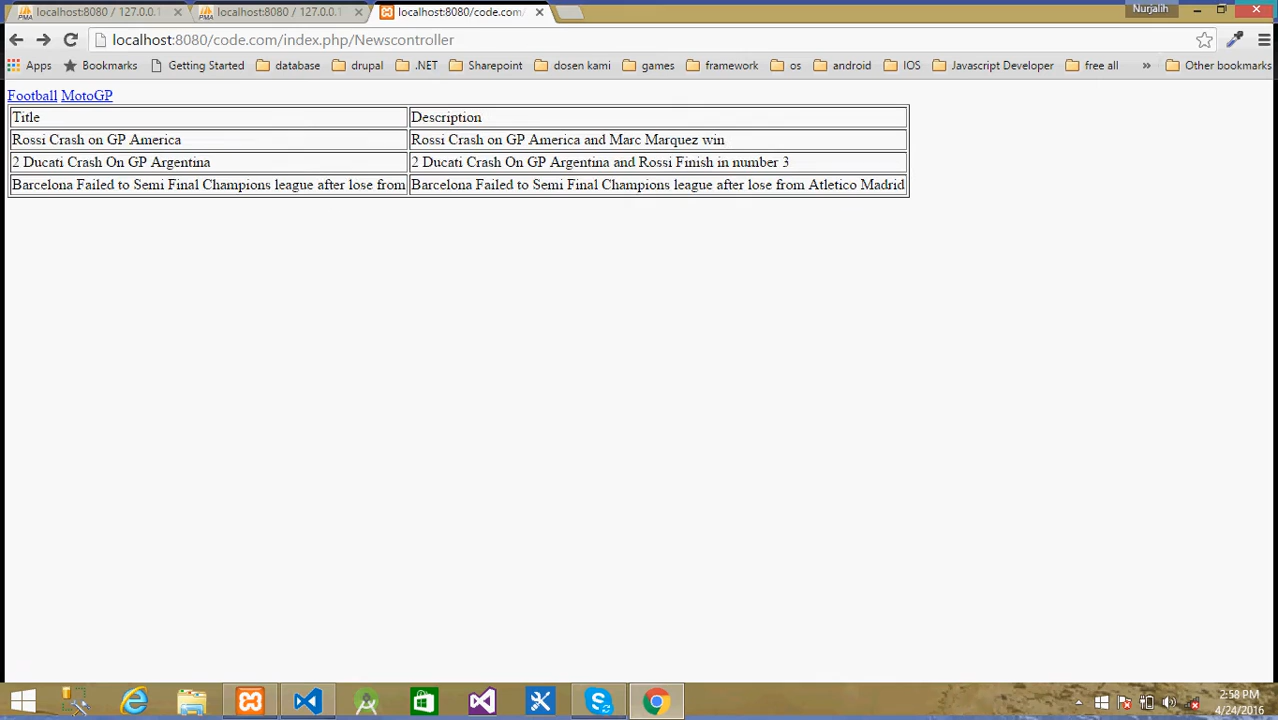 localhost:8080 / 127.0.0.1 localhost:8080 / 127.0.0.1 localhost:8080/code.com/ Nurjalih
localhost:8080/code.com/index.php/Newscontroller
Apps Bookmarks Getting Started database drupal .NET Sharepoint dosen kami games framework os android IOS Javascript Developer free all » Other bookmarks
Football MotoGP
Title Description
Rossi Crash on GP America Rossi Crash on GP America and Marc Marquez win
2 Ducati Crash On GP Argentina 2 Ducati Crash On GP Argentina and Rossi Finish in number 3
Barcelona Failed to Semi Final Champions league after lose from Barcelona Failed to Semi Final Champions league after lose from Atletico Madrid
2:58 PM
4/24/2016